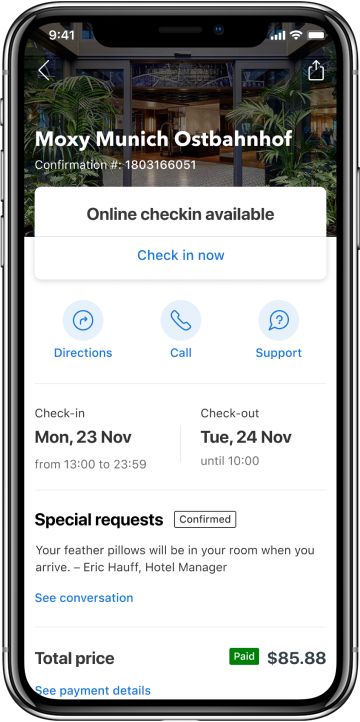 9:41
Moxy Munich Ostbahnhof
Confirmation #: 1803166051
Online checkin available
Check in now
Directions Call Support
Check-in Check-out
Mon, 23 Nov Tue, 24 Nov
from 13:00 to 23:59 until 10:00
Special requests Confirmed
Your feather pillows will be in your room when you
arrive. – Eric Hauff, Hotel Manager
See conversation
Total price Paid $85.88
See payment details